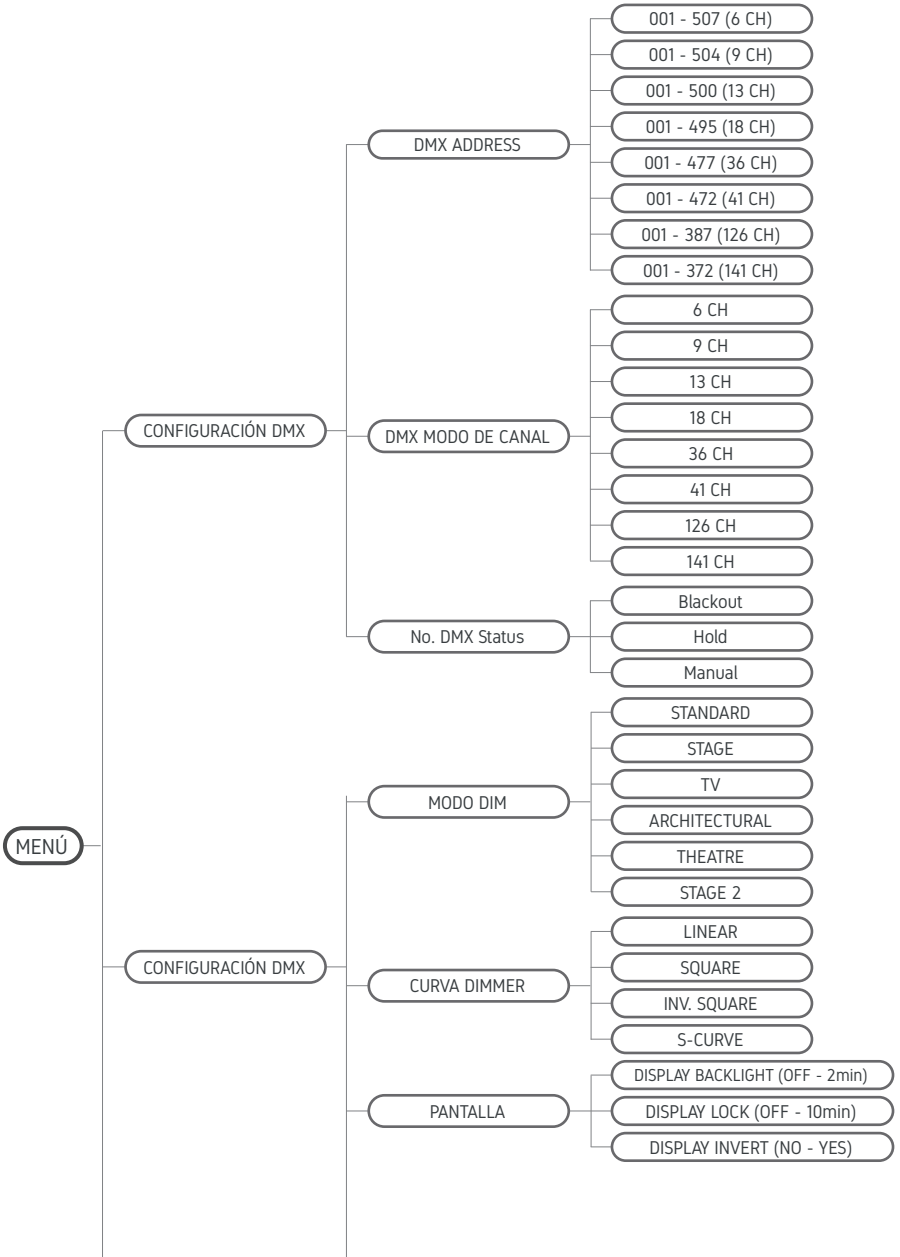 MENÚ
CONFIGURACIÓN DMX
DMX ADDRESS
001 - 507 (6 CH)
001 - 504 (9 CH)
001 - 500 (13 CH)
001 - 495 (18 CH)
001 - 477 (36 CH)
001 - 472 (41 CH)
001 - 387 (126 CH)
001 - 372 (141 CH)
DMX MODO DE CANAL
6 CH
9 CH
13 CH
18 CH
36 CH
41 CH
126 CH
141 CH
No. DMX Status
Blackout
Hold
Manual
CONFIGURACIÓN DMX
MODO DIM
STANDARD
STAGE
TV
ARCHITECTURAL
THEATRE
STAGE 2
CURVA DIMMER
LINEAR
SQUARE
INV. SQUARE
S-CURVE
PANTALLA
DISPLAY BACKLIGHT (OFF - 2min)
DISPLAY LOCK (OFF - 10min)
DISPLAY INVERT (NO - YES)